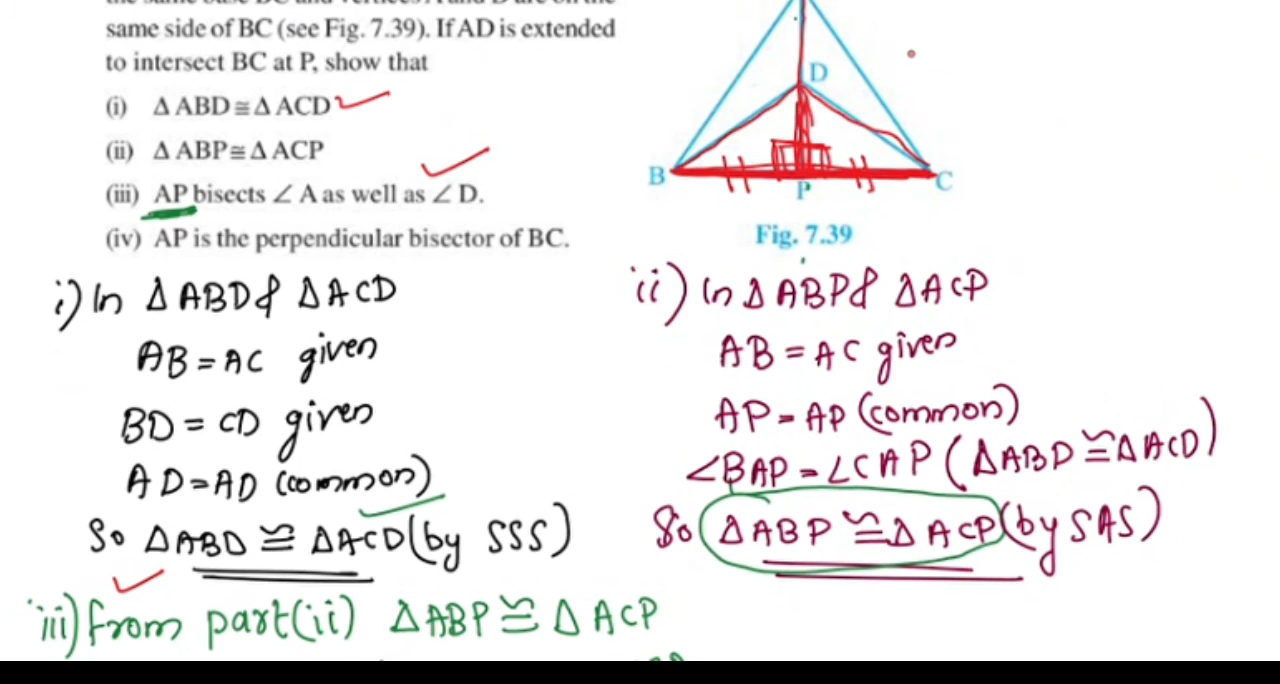 same side of BC (see Fig. 7.39). If AD is extended
to intersect BC at P, show that
(i) Δ ABD ≅ Δ ACD
(ii) Δ ABP ≅ Δ ACP
(iii) AP bisects ∠ A as well as ∠ D.
(iv) AP is the perpendicular bisector of BC.
D
B
P
C
Fig. 7.39
i) In Δ ABD & Δ ACD
AB = AC given
BD = CD given
AD = AD (common)
So Δ ABD ≅ Δ ACD (by SSS)
ii) In Δ ABP & Δ ACP
AB = AC given
AP = AP (common)
∠BAP = ∠CAP (Δ ABD ≅ Δ ACD)
So Δ ABP ≅ Δ ACP (by SAS)
iii) from part (ii) Δ ABP ≅ Δ ACP